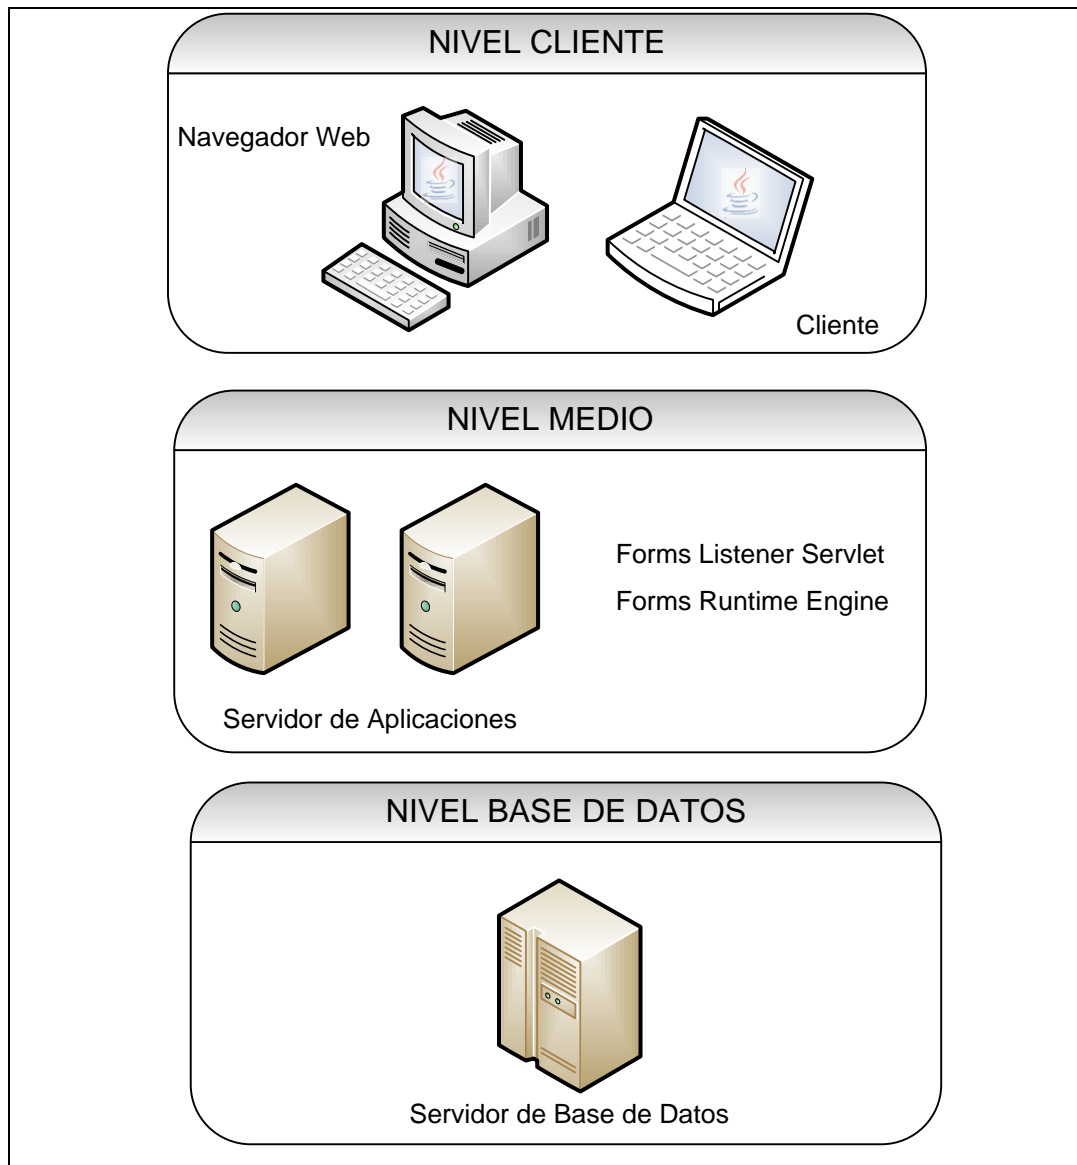 NIVEL CLIENTE
Navegador Web
Cliente
NIVEL MEDIO
Forms Listener Servlet
Forms Runtime Engine
Servidor de Aplicaciones
NIVEL BASE DE DATOS
Servidor de Base de Datos